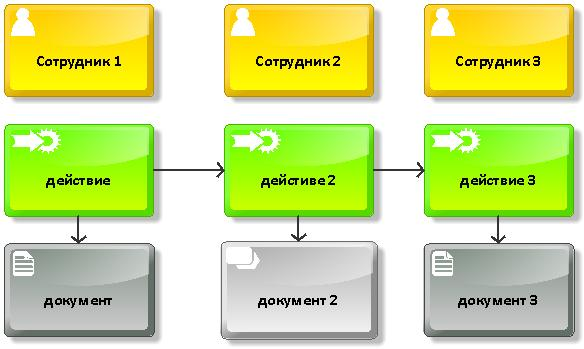 Сотрудник 1
Сотрудник 2
Сотрудник 3
действие
действие 2
действие 3
документ
документ 2
документ 3